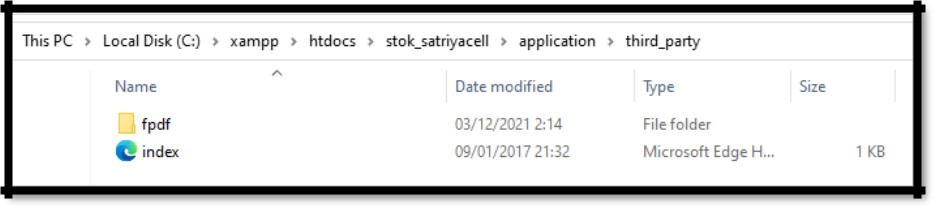 This PC > Local Disk (C:) > xampp > htdocs > stok_satriyacell > application > third_party
Name Date modified Type Size
fpdf 03/12/2021 2:14 File folder
index 09/01/2017 21:32 Microsoft Edge H... 1 KB